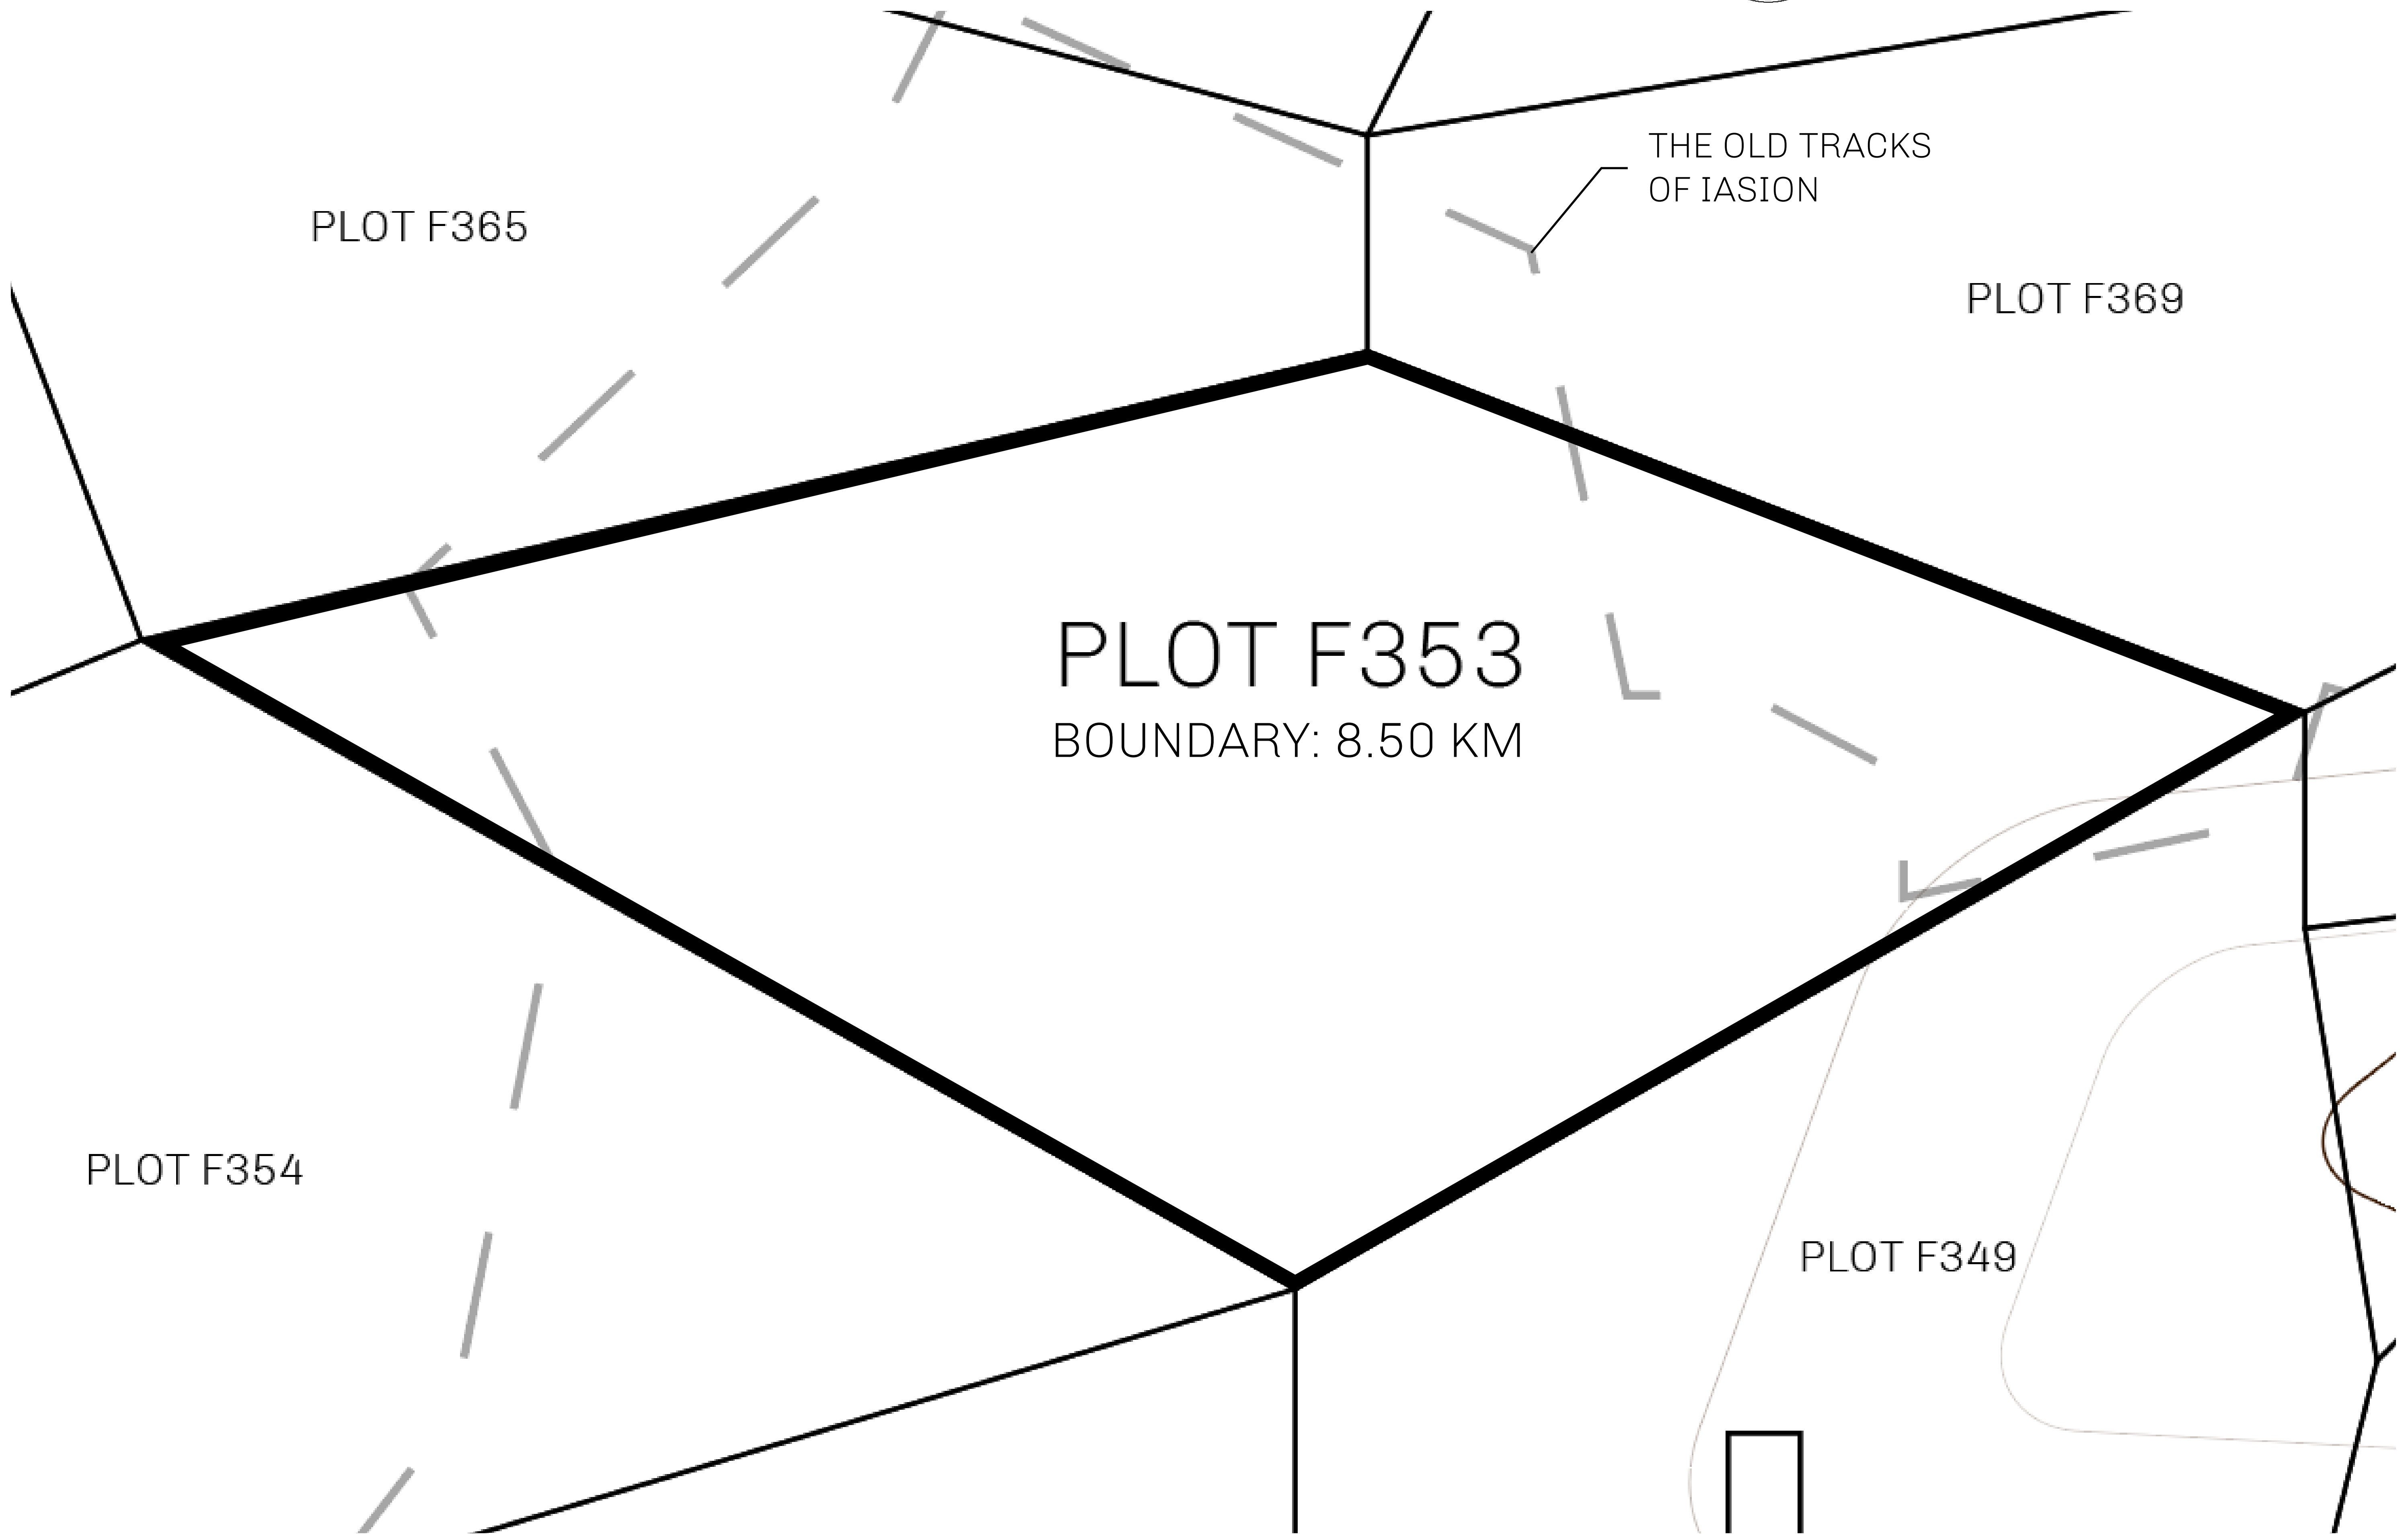 THE OLD TRACKS
OF IASION
PLOT F365
PLOT F369
PLOT F353
BOUNDARY: 8.50 KM
PLOT F354
PLOT F349